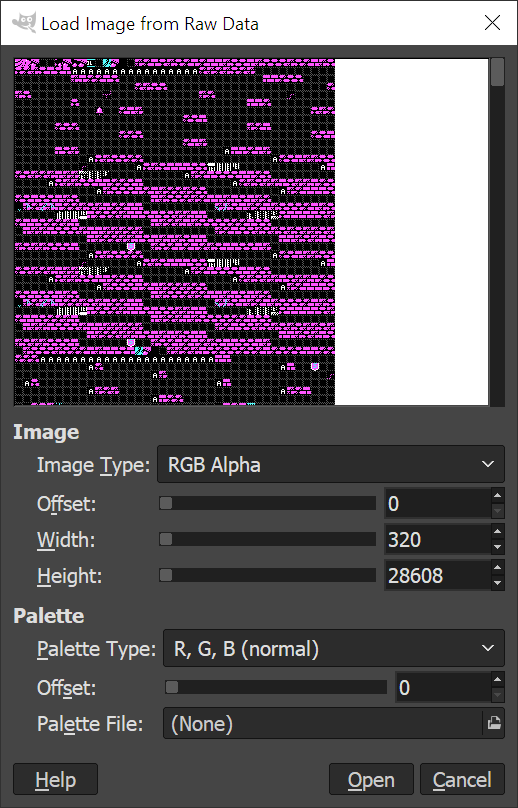 Load Image from Raw Data
Image
Image Type: RGB Alpha
Offset: 0
Width: 320
Height: 28608
Palette
Palette Type: R, G, B (normal)
Offset: 0
Palette File: (None)
Help Open Cancel